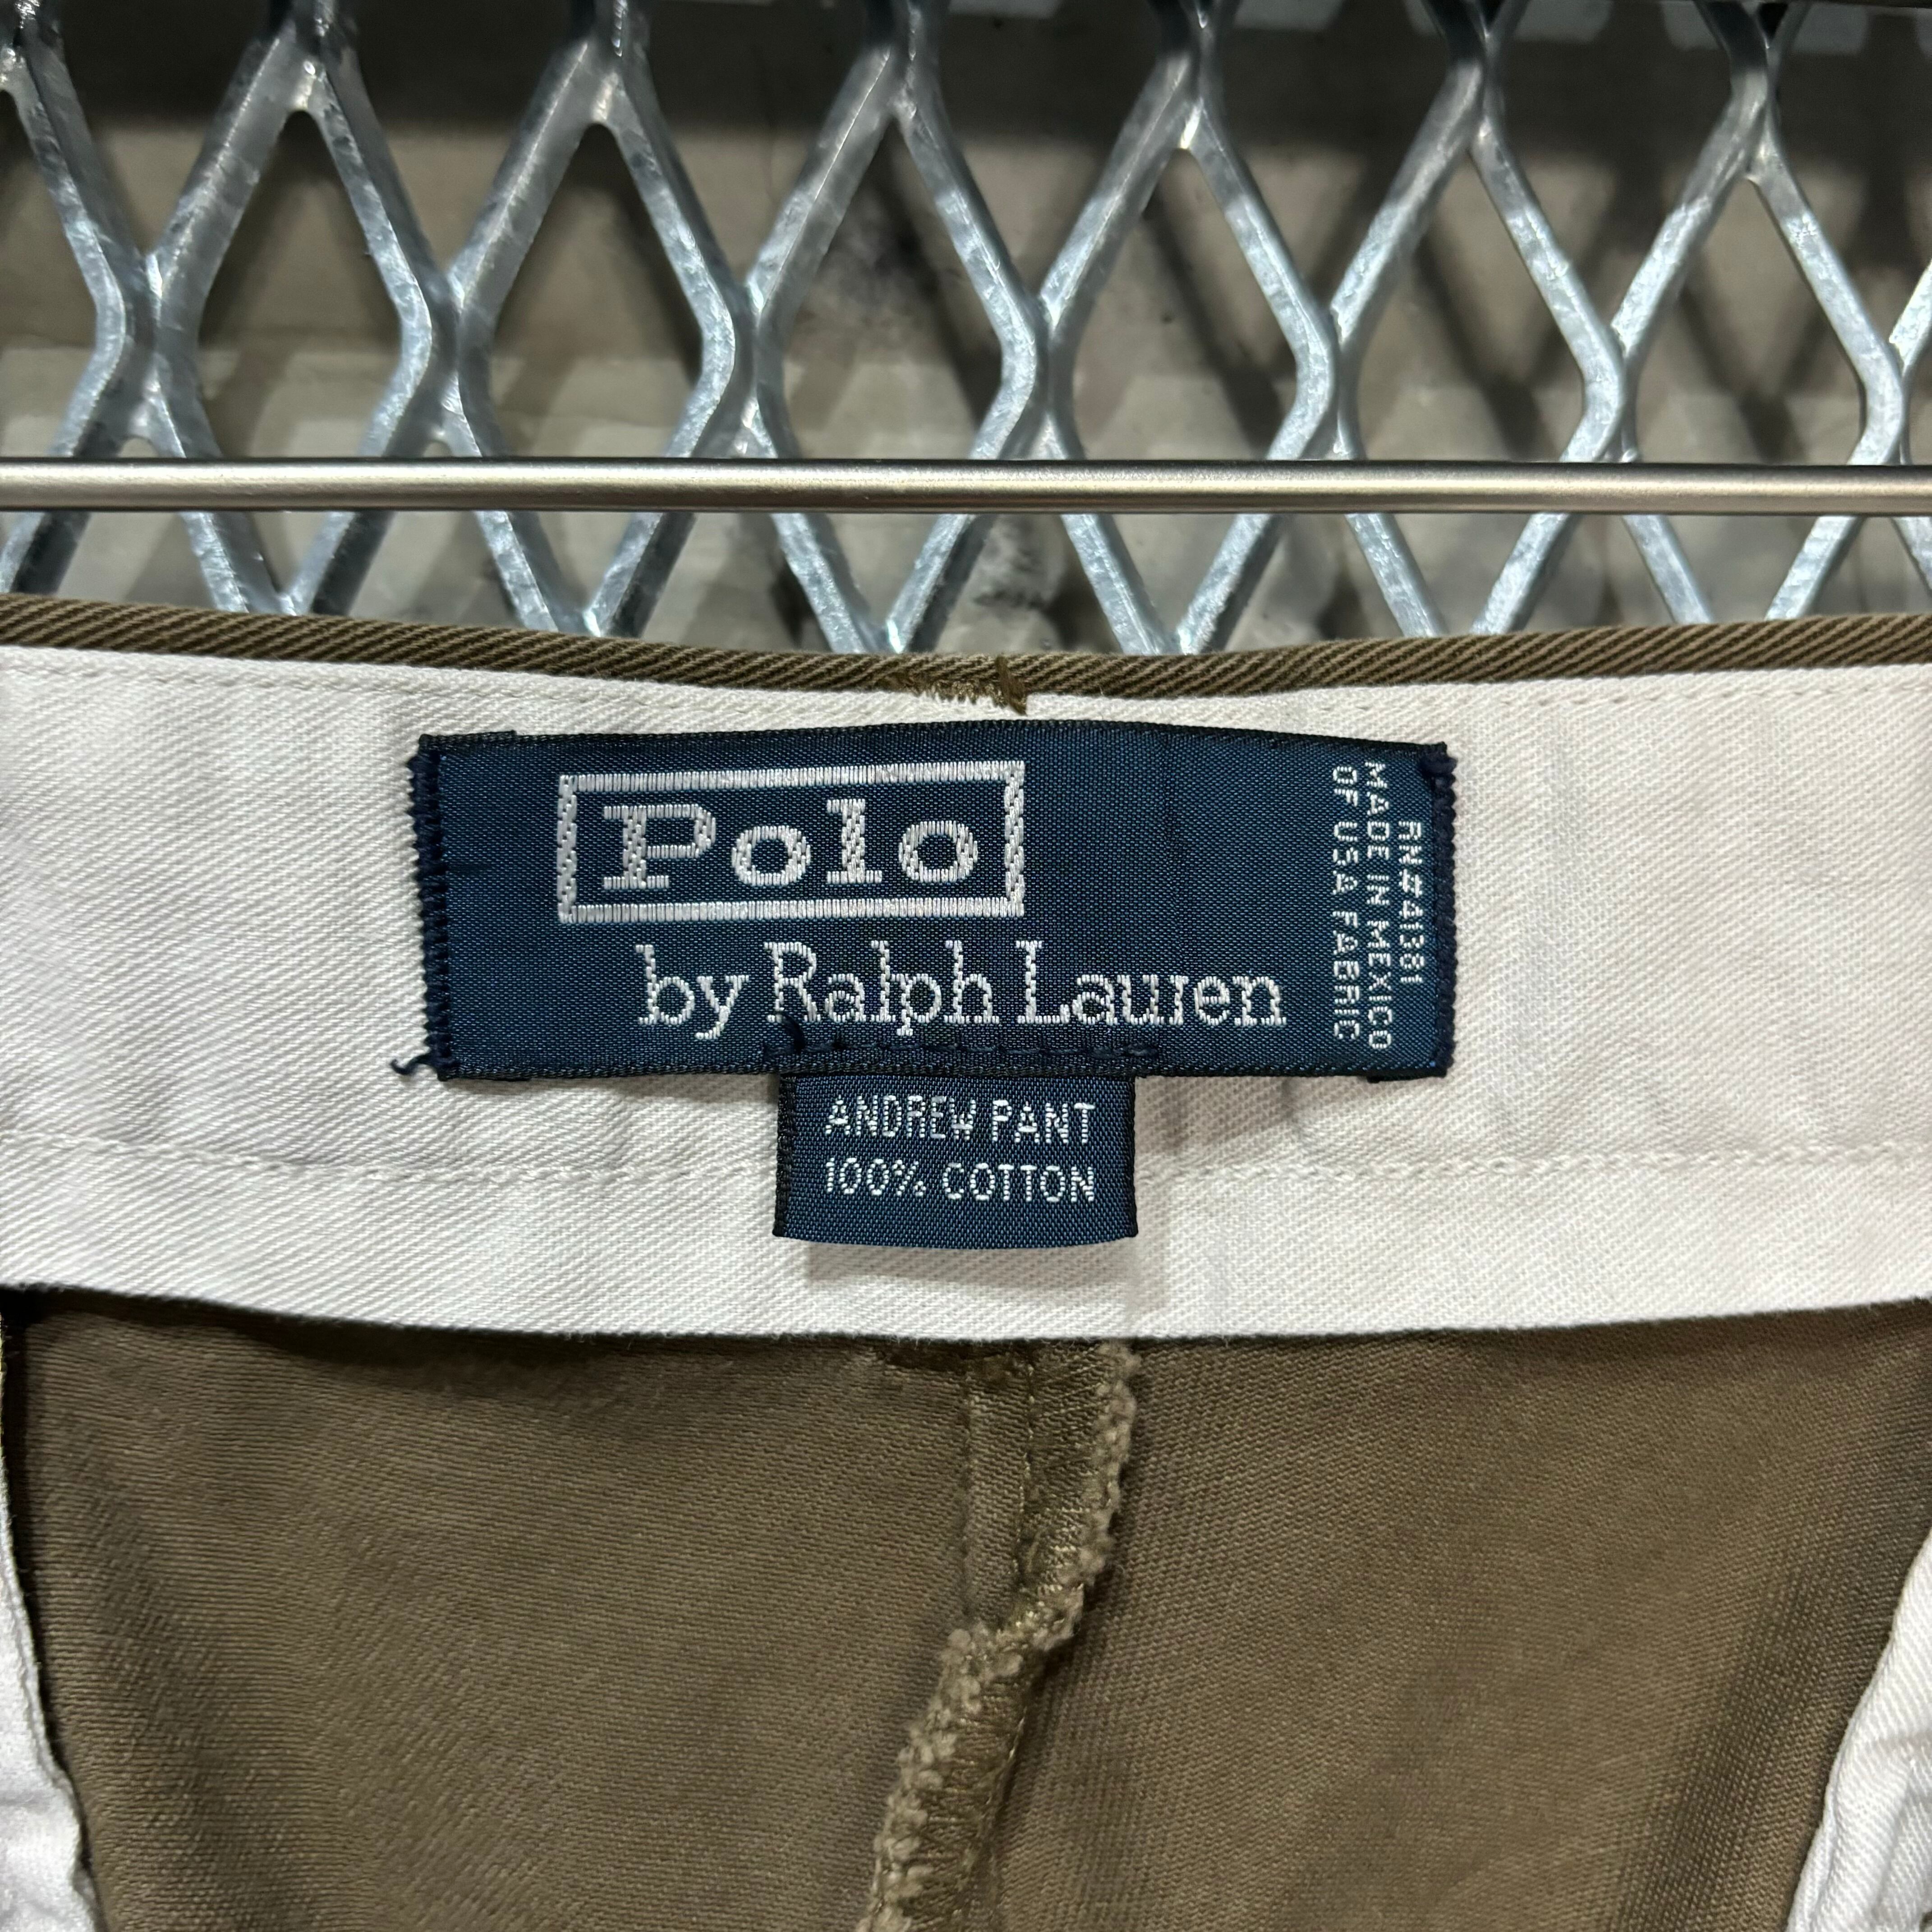 Polo
by Ralph Lauren
RN#41381
MADE IN MEXICO
OF USA FABRIC
ANDREW PANT
100% COTTON